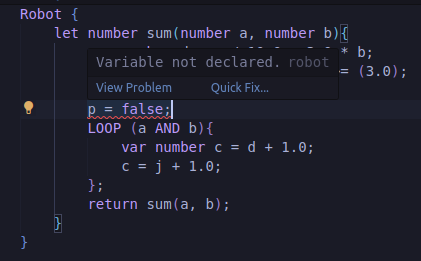 Robot {
let number sum(number a, number b){
* b;
Variable not declared. robot
= (3.0);
View Problem Quick Fix...
p = false;
LOOP (a AND b){
var number c = d + 1.0;
c = j + 1.0;
};
return sum(a, b);
}
}